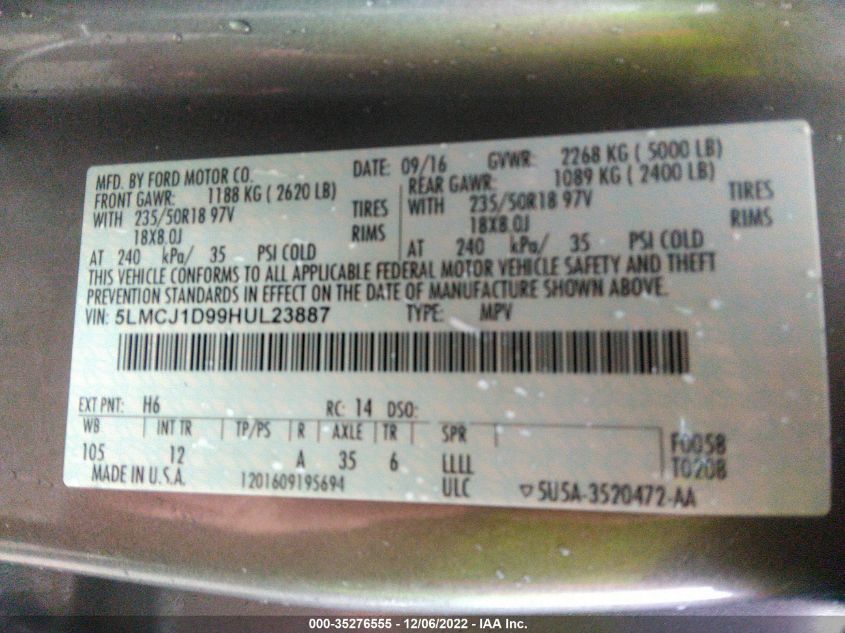 MFD. BY FORD MOTOR CO.
DATE: 09/16 GVWR: 2268 KG ( 5000 LB)
FRONT GAWR: 1188 KG ( 2620 LB)
WITH 235/50R18 97V TIRES
18X8.0J RIMS
AT 240 kPa/ 35 PSI COLD
REAR GAWR: 1089 KG ( 2400 LB)
WITH 235/50R18 97V TIRES
18X8.0J RIMS
AT 240 kPa/ 35 PSI COLD
THIS VEHICLE CONFORMS TO ALL APPLICABLE FEDERAL MOTOR VEHICLE SAFETY AND THEFT
PREVENTION STANDARDS IN EFFECT ON THE DATE OF MANUFACTURE SHOWN ABOVE.
VIN: 5LMCJ1D99HUL23887 TYPE: MPV
EXT PNT: H6 RC: 14 DSO:
WB INT TR TP/PS R AXLE TR SPR
105 12 A 35 6 LLLL
F0058
T0208
MADE IN U.S.A. 1201609195694 ULC 5U5A-3520472-AA
000-35276555 - 12/06/2022 - IAA Inc.